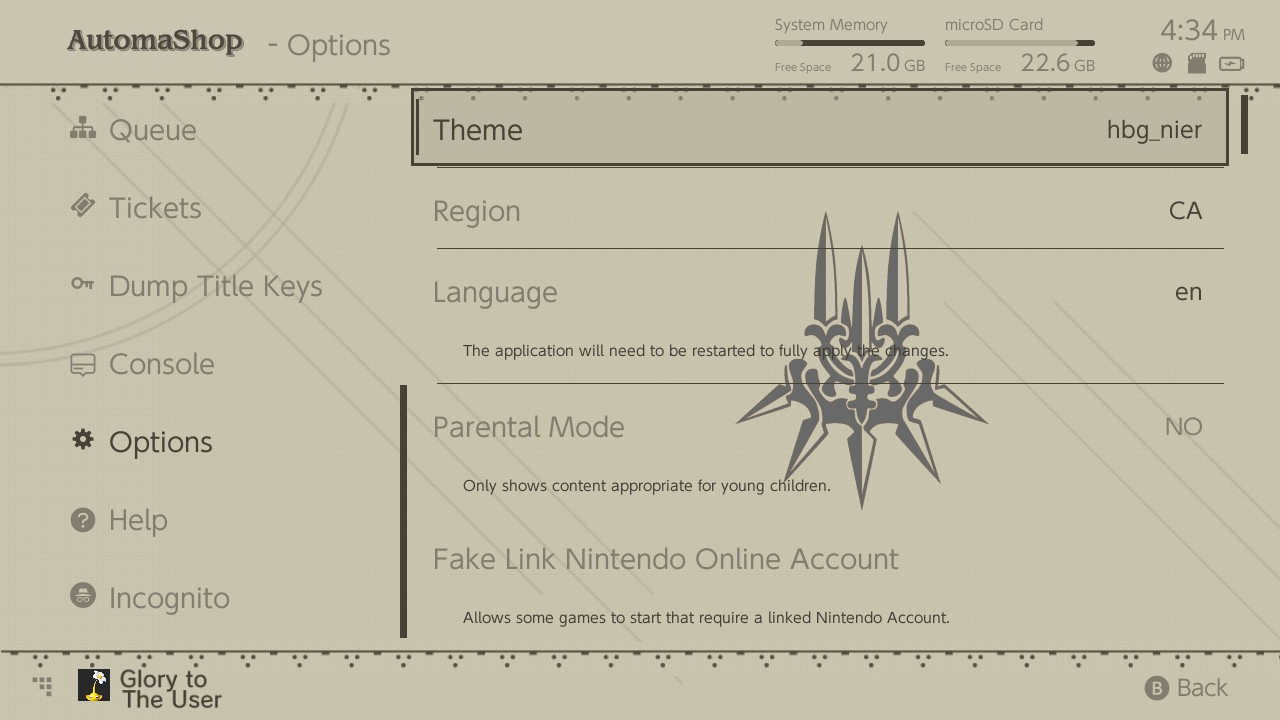 AutomaShop - Options
System Memory
Free Space 21.0 GB
microSD Card
Free Space 22.6 GB
4:34 PM
Queue
Tickets
Dump Title Keys
Console
Options
Help
Incognito
Theme hbg_nier
Region CA
Language en
The application will need to be restarted to fully apply the changes.
Parental Mode NO
Only shows content appropriate for young children.
Fake Link Nintendo Online Account
Allows some games to start that require a linked Nintendo Account.
Glory to
The User
B Back